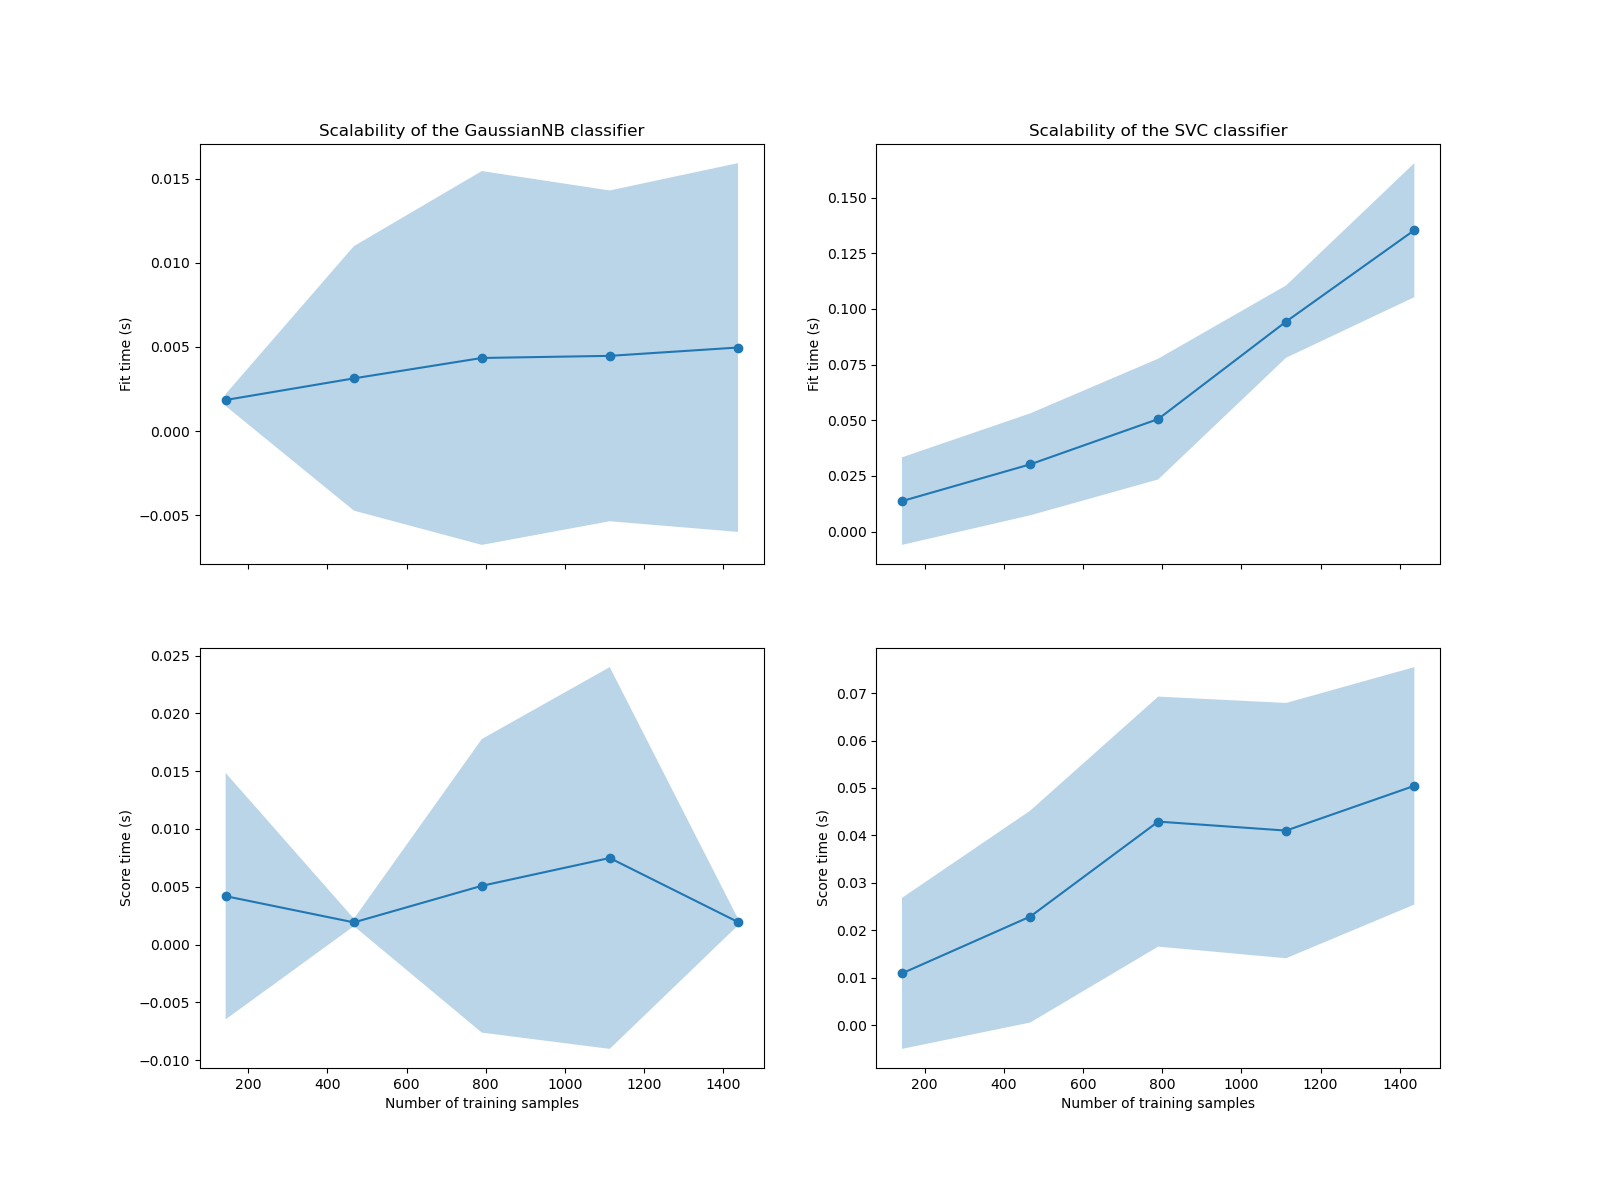 Scalability of the GaussianNB classifier
Fit time (s)
0.015
0.010
0.005
0.000
−0.005
Scalability of the SVC classifier
Fit time (s)
0.150
0.125
0.100
0.075
0.050
0.025
0.000
Score time (s)
0.025
0.020
0.015
0.010
0.005
0.000
−0.005
−0.010
200 400 600 800 1000 1200 1400
Number of training samples
Score time (s)
0.07
0.06
0.05
0.04
0.03
0.02
0.01
0.00
200 400 600 800 1000 1200 1400
Number of training samples